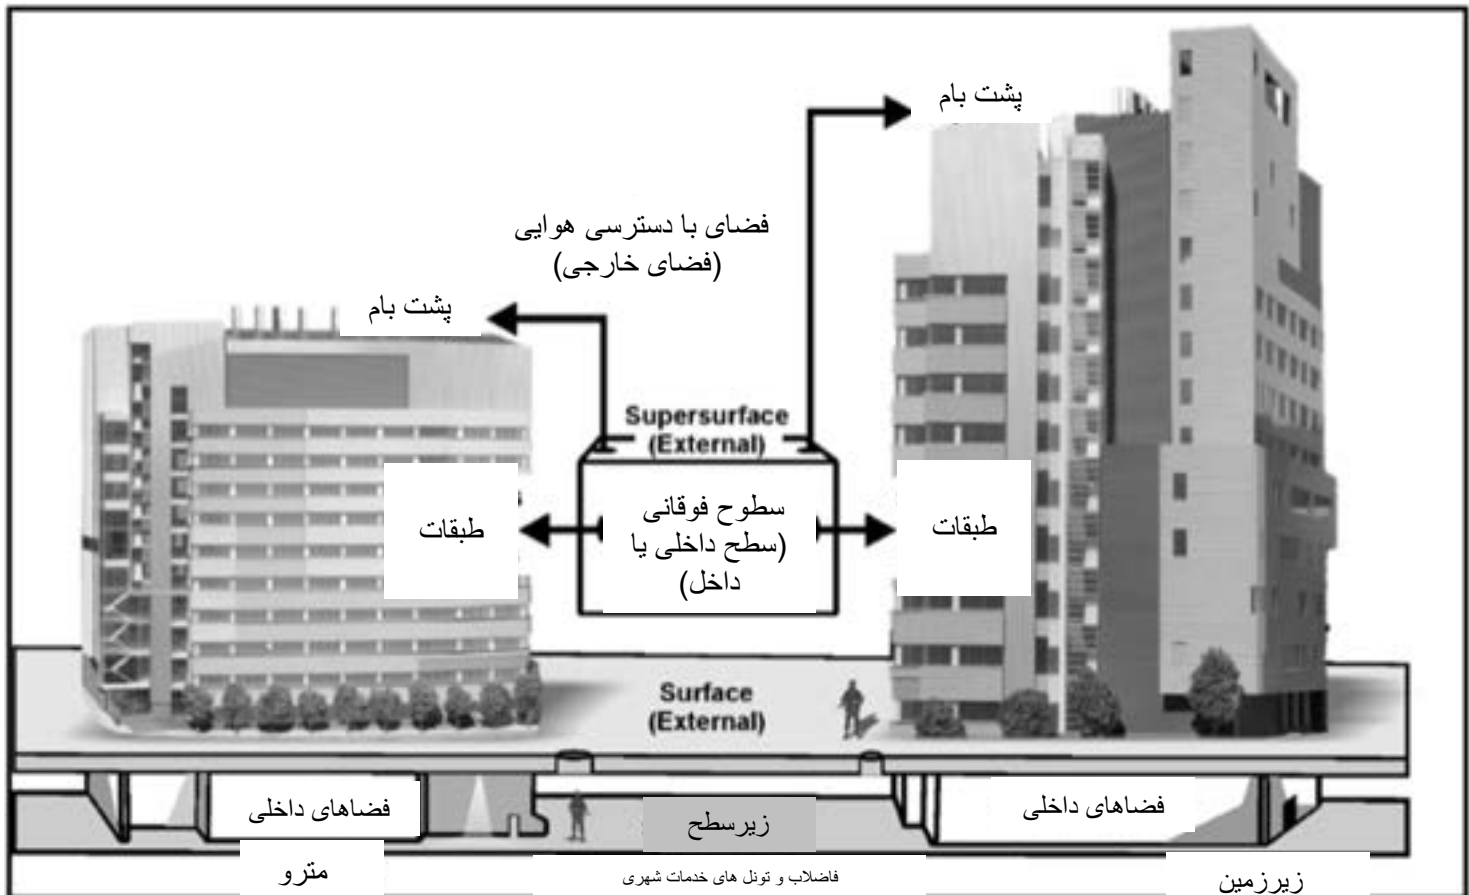 پشت بام
فضای با دسترسی هوایی
(فضای خارجی)
پشت بام
Supersurface
(External)
طبقات
سطوح فوقانی
(سطح داخلی یا
داخل)
طبقات
Surface
(External)
فضاهای داخلی
زیرسطح
فضاهای داخلی
مترو
فاضلاب و تونل های خدمات شهری
زیرزمین